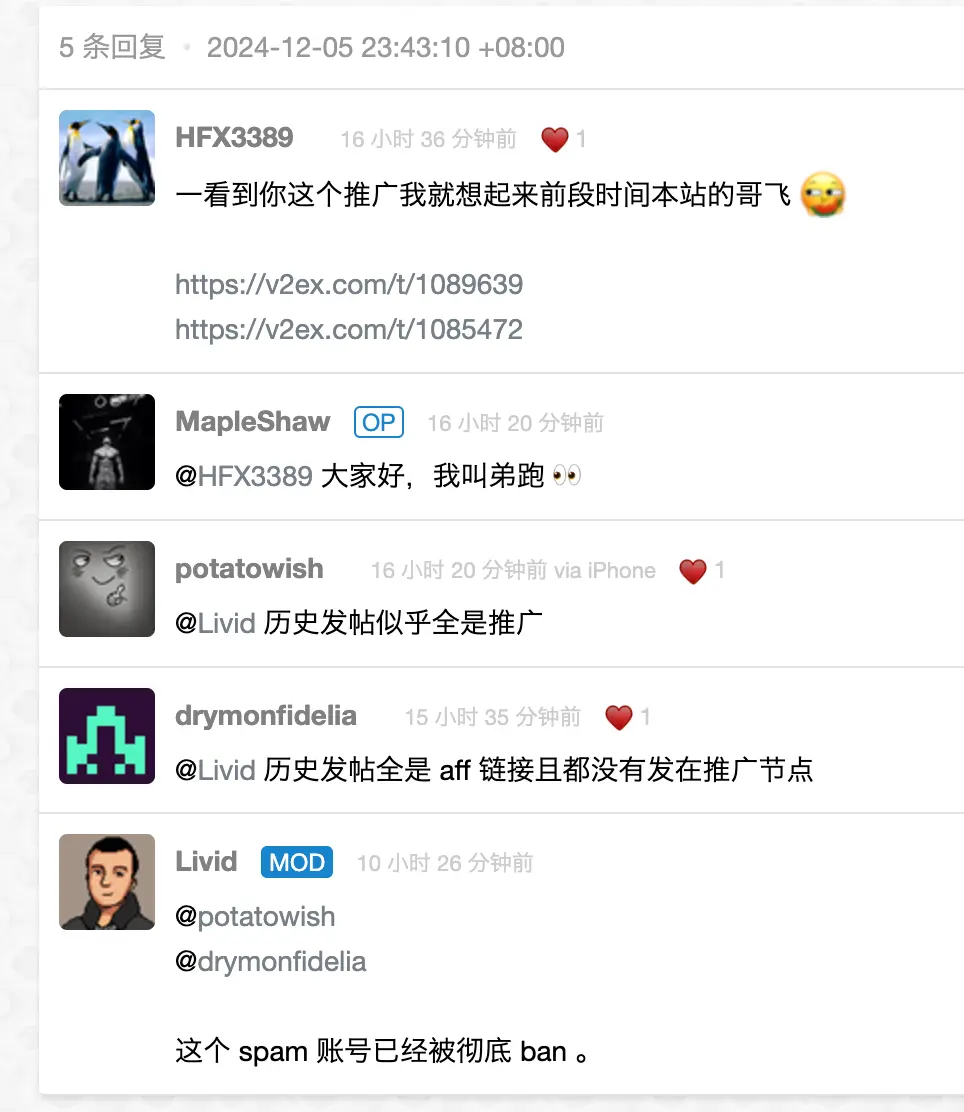 5 条回复 • 2024-12-05 23:43:10 +08:00
HFX3389 16 小时 36 分钟前 ❤️ 1
一看到你这个推广我就想起来前段时间本站的哥飞
https://v2ex.com/t/1089639
https://v2ex.com/t/1085472
MapleShaw OP 16 小时 20 分钟前
@HFX3389 大家好，我叫弟跑 👀
potatowish 16 小时 20 分钟前 via iPhone ❤️ 1
@Livid 历史发帖似乎全是推广
drymonfidelia 15 小时 35 分钟前 ❤️ 1
@Livid 历史发帖全是 aff 链接且都没有发在推广节点
Livid MOD 10 小时 26 分钟前
@potatowish
@drymonfidelia
这个 spam 账号已经被彻底 ban 。